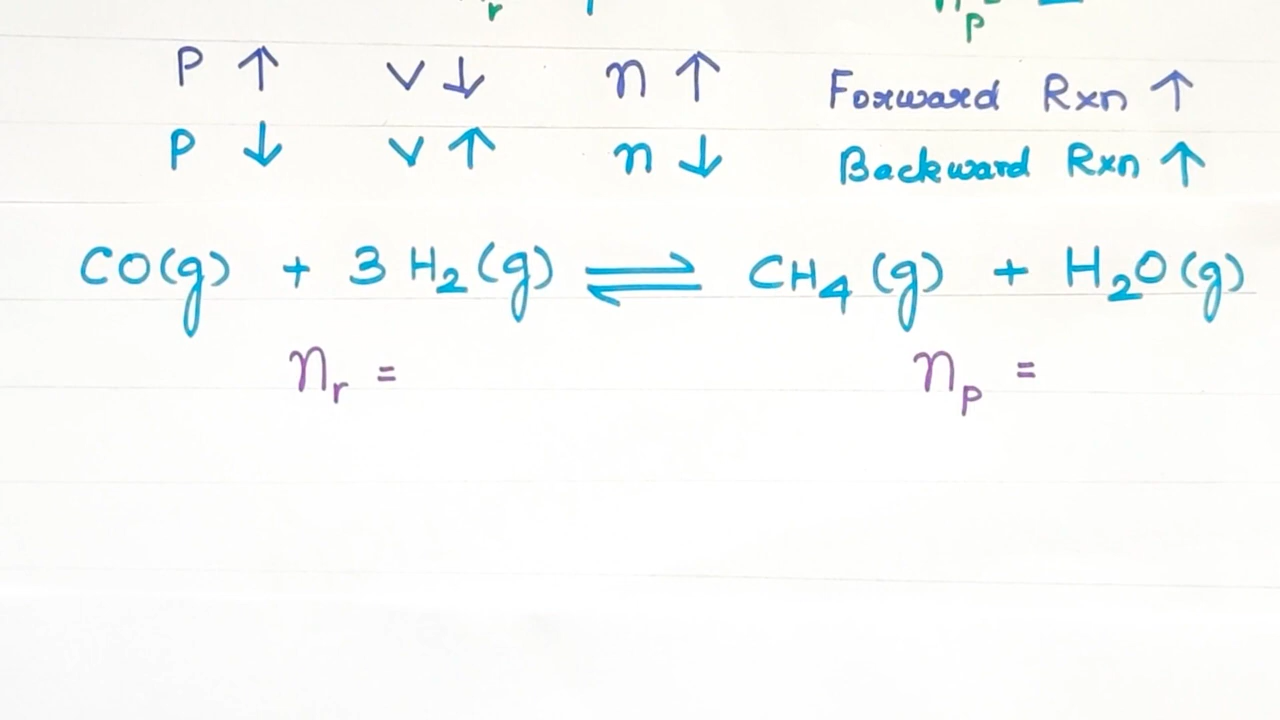 r p
P ↑ V ↓ n ↑ Forward Rxn ↑
P ↓ V ↑ n ↓ Backward Rxn ↑
CO(g) + 3 H₂(g) ⇌ CH₄(g) + H₂O(g)
nᵣ = nₚ =